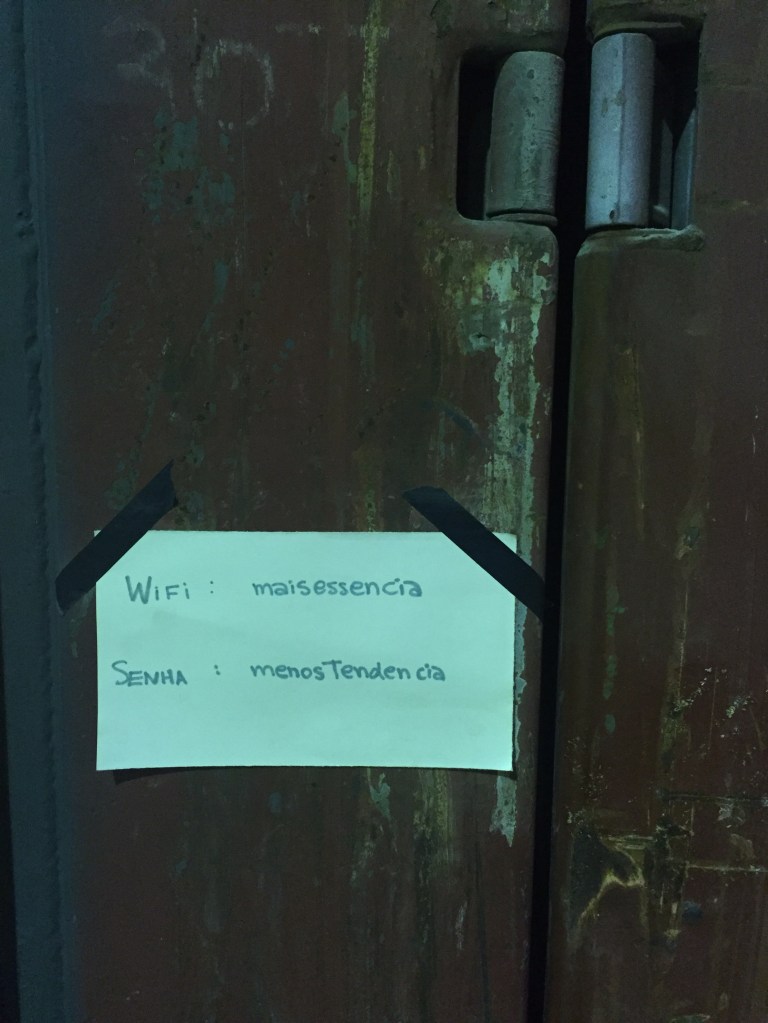 WiFi : maisessencia
SENHA : menosTendencia